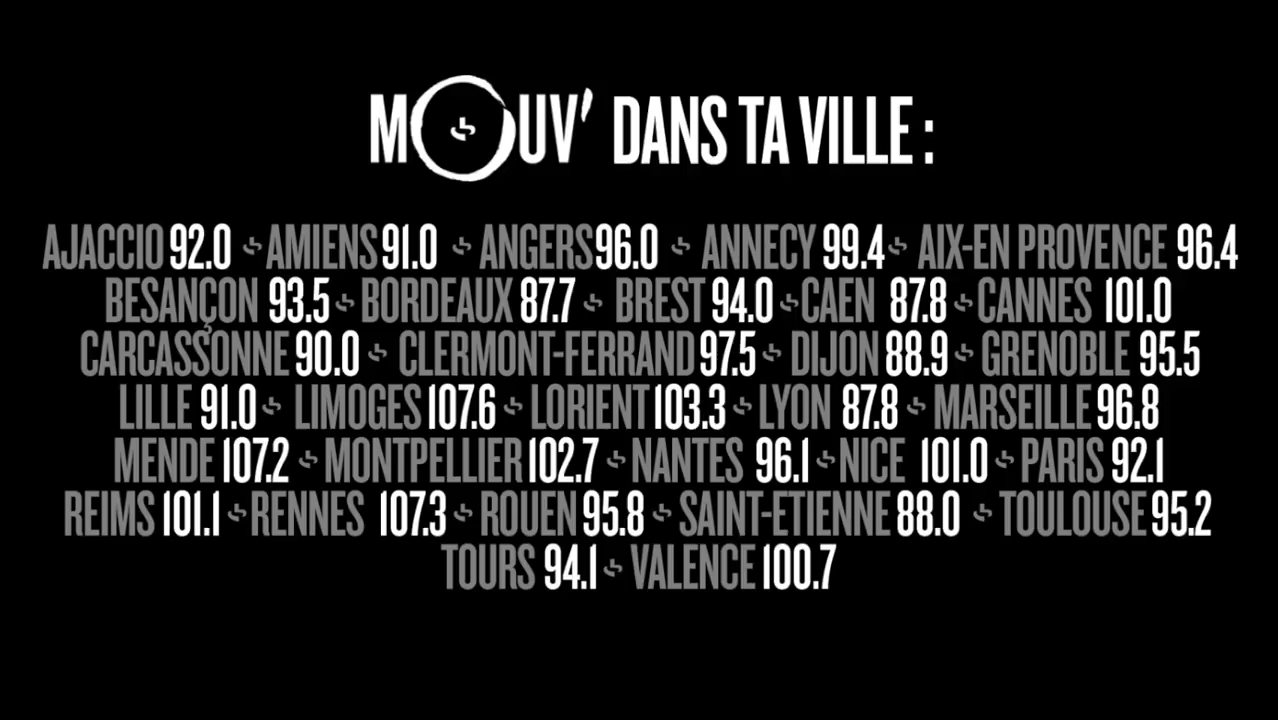 MOUV' DANS TA VILLE :
AJACCIO 92.0 AMIENS 91.0 ANGERS 96.0 ANNECY 99.4 AIX-EN PROVENCE 96.4
BESANÇON 93.5 BORDEAUX 87.7 BREST 94.0 CAEN 87.8 CANNES 101.0
CARCASSONNE 90.0 CLERMONT-FERRAND 97.5 DIJON 88.9 GRENOBLE 95.5
LILLE 91.0 LIMOGES 107.6 LORIENT 103.3 LYON 87.8 MARSEILLE 96.8
MENDE 107.2 MONTPELLIER 102.7 NANTES 96.1 NICE 101.0 PARIS 92.1
REIMS 101.1 RENNES 107.3 ROUEN 95.8 SAINT-ETIENNE 88.0 TOULOUSE 95.2
TOURS 94.1 VALENCE 100.7